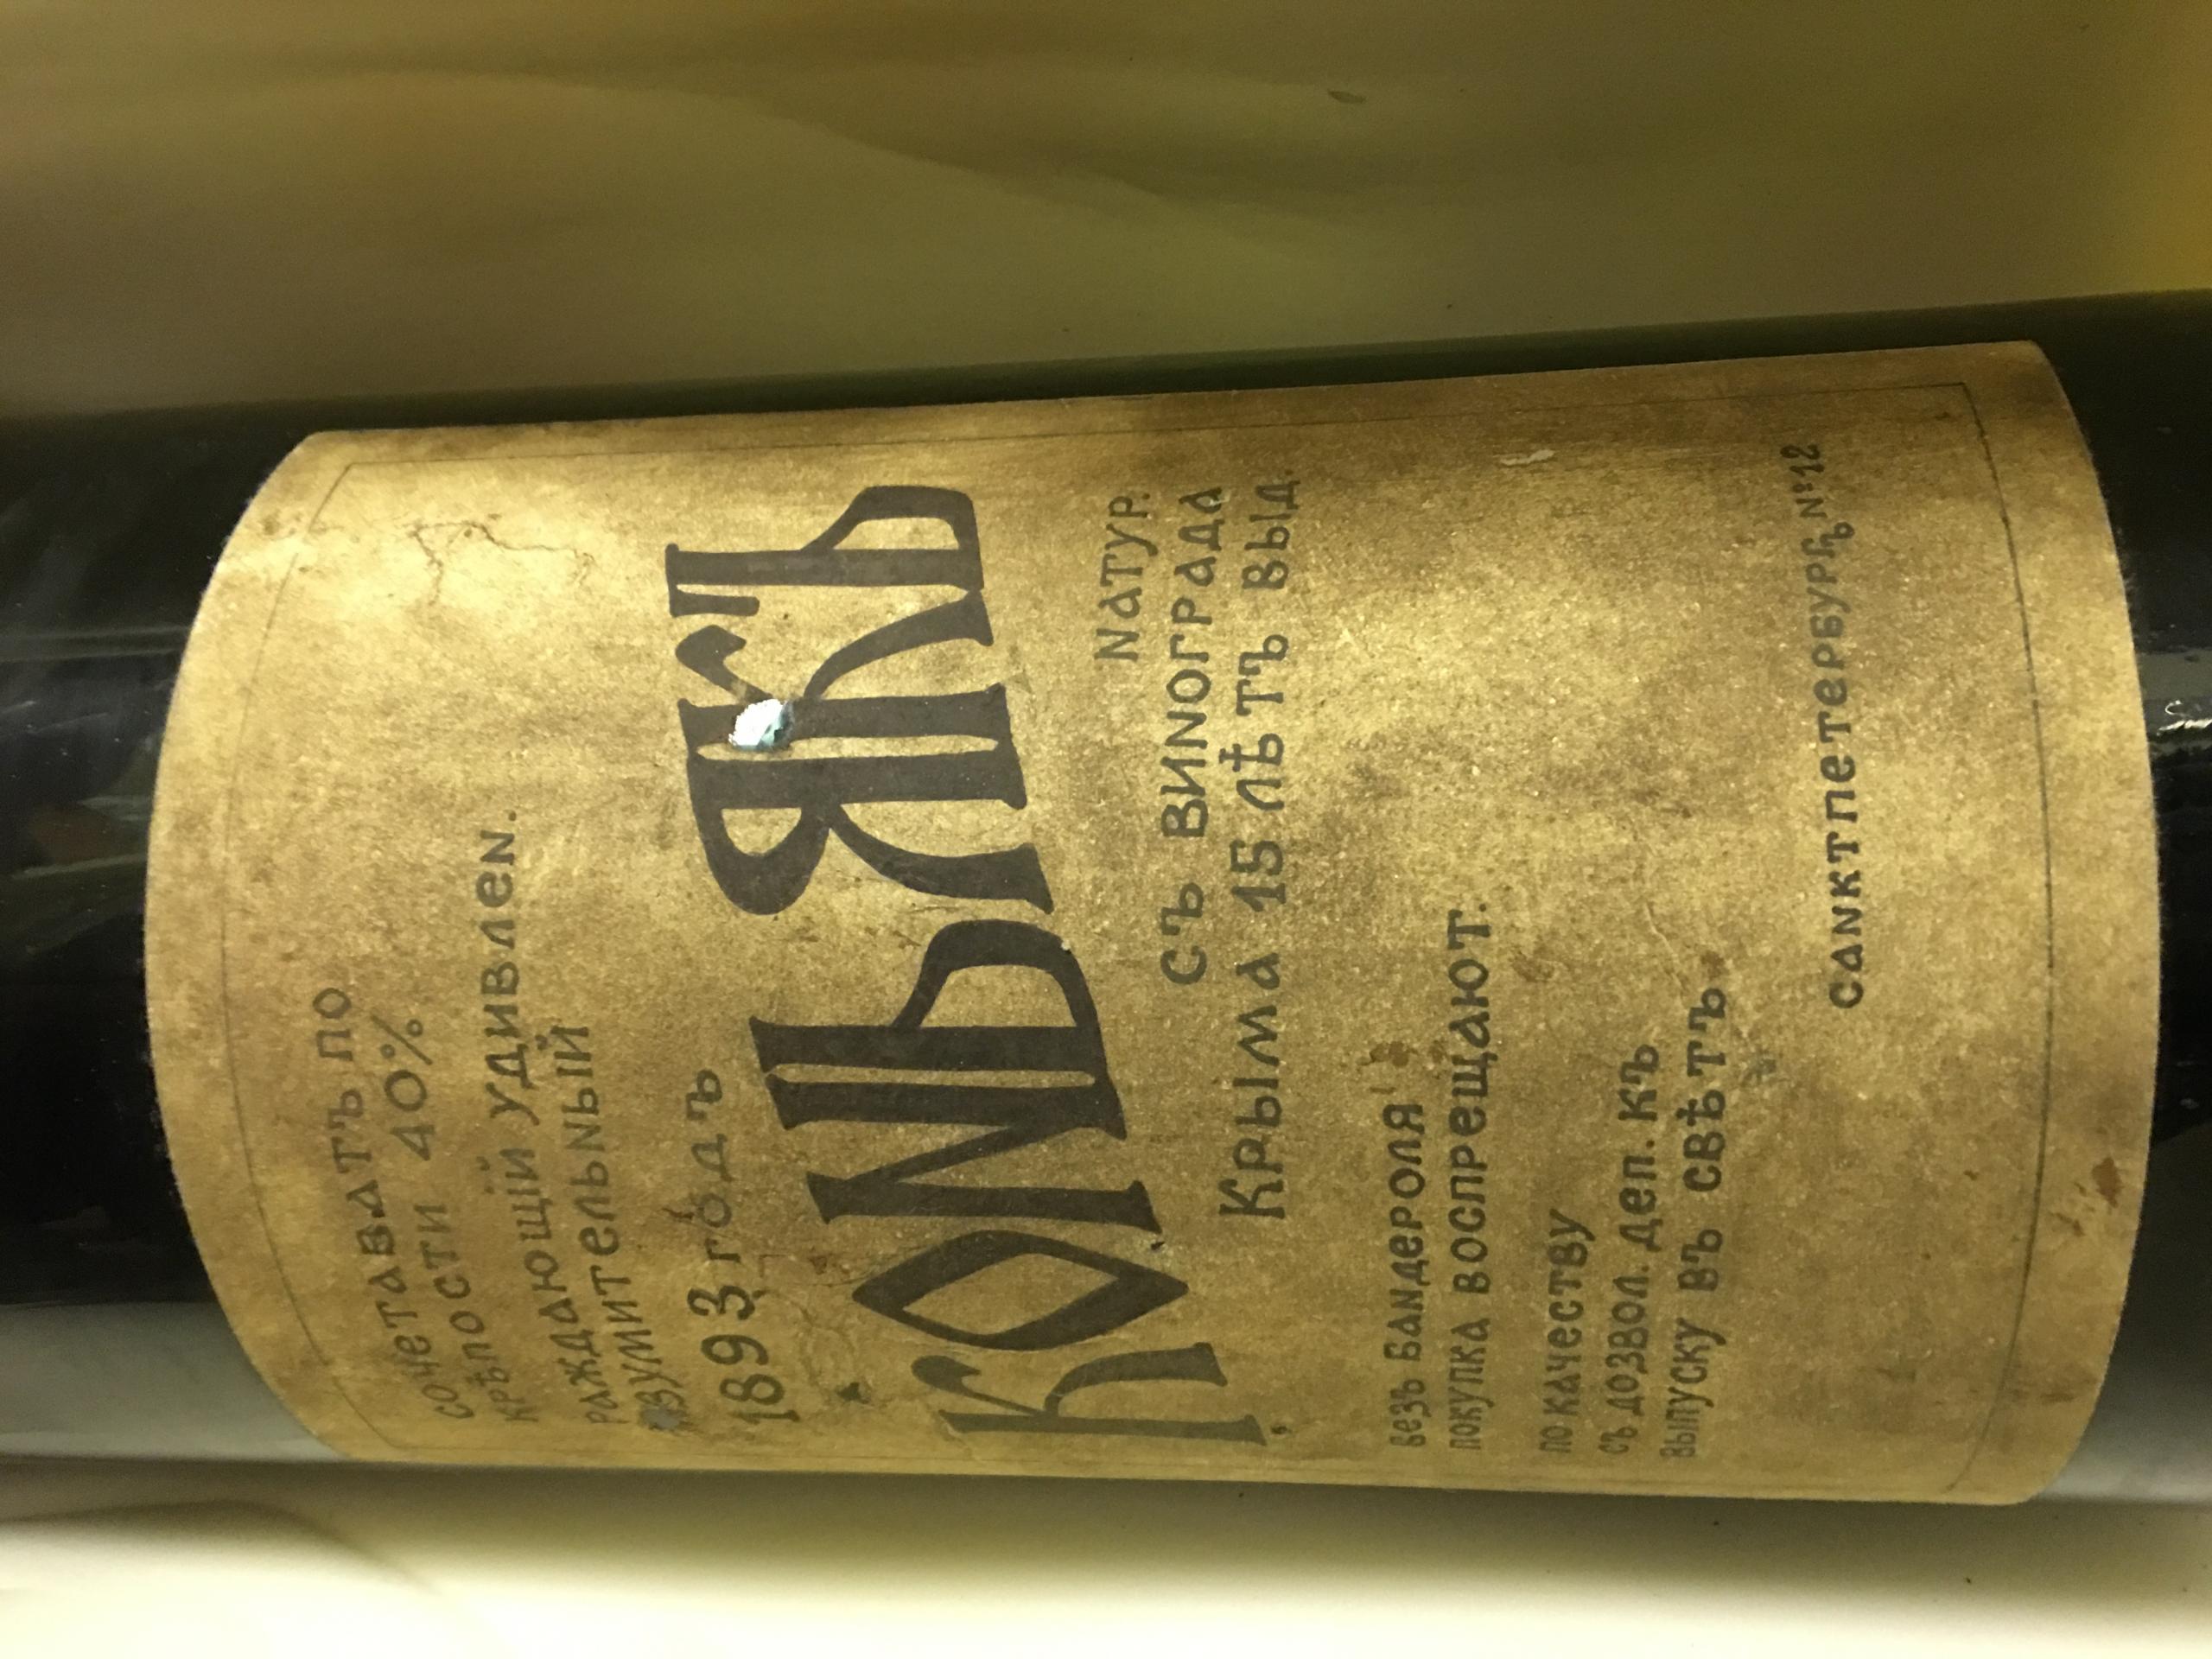 сочетаватъ по
крѣпости 40%
раждающій удивлен.
разумительный
1893 годъ
КОНЬЯКЪ
Натур.
съ винограда
Крыма 15 лѣтъ выд.
безъ бандероля
покупка воспрещают.
по качеству
съ дозвол. деп. къ
выпуску въ свѣтъ.
Санктпетербургъ №12